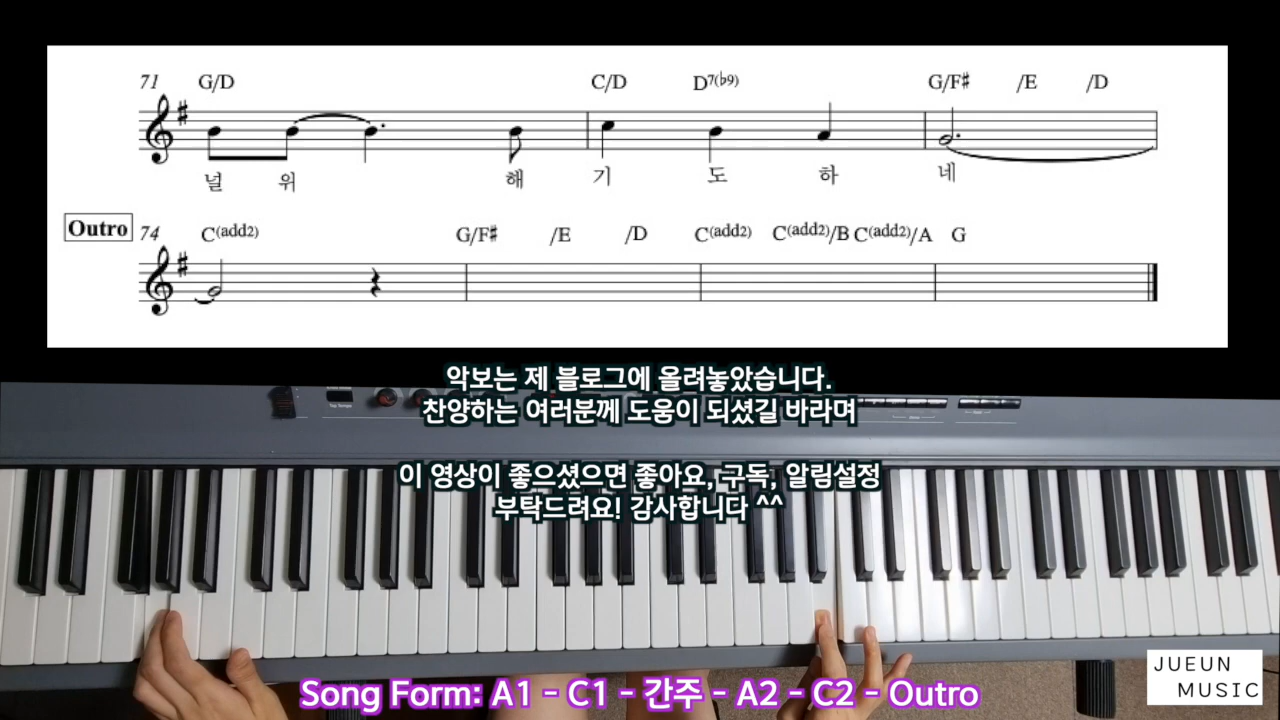 71 G/D C/D D7(♭9) G/F# /E /D
널 위 해 기 도 하 네
Outro 74 C(add2) G/F# /E /D C(add2) C(add2)/B C(add2)/A G
악보는 제 블로그에 올려놓았습니다.
찬양하는 여러분께 도움이 되셨길 바라며
이 영상이 좋으셨으면 좋아요, 구독, 알림설정
부탁드려요! 감사합니다 ^^
Song Form: A1 - C1 - 간주 - A2 - C2 - Outro
JUEUN
MUSIC